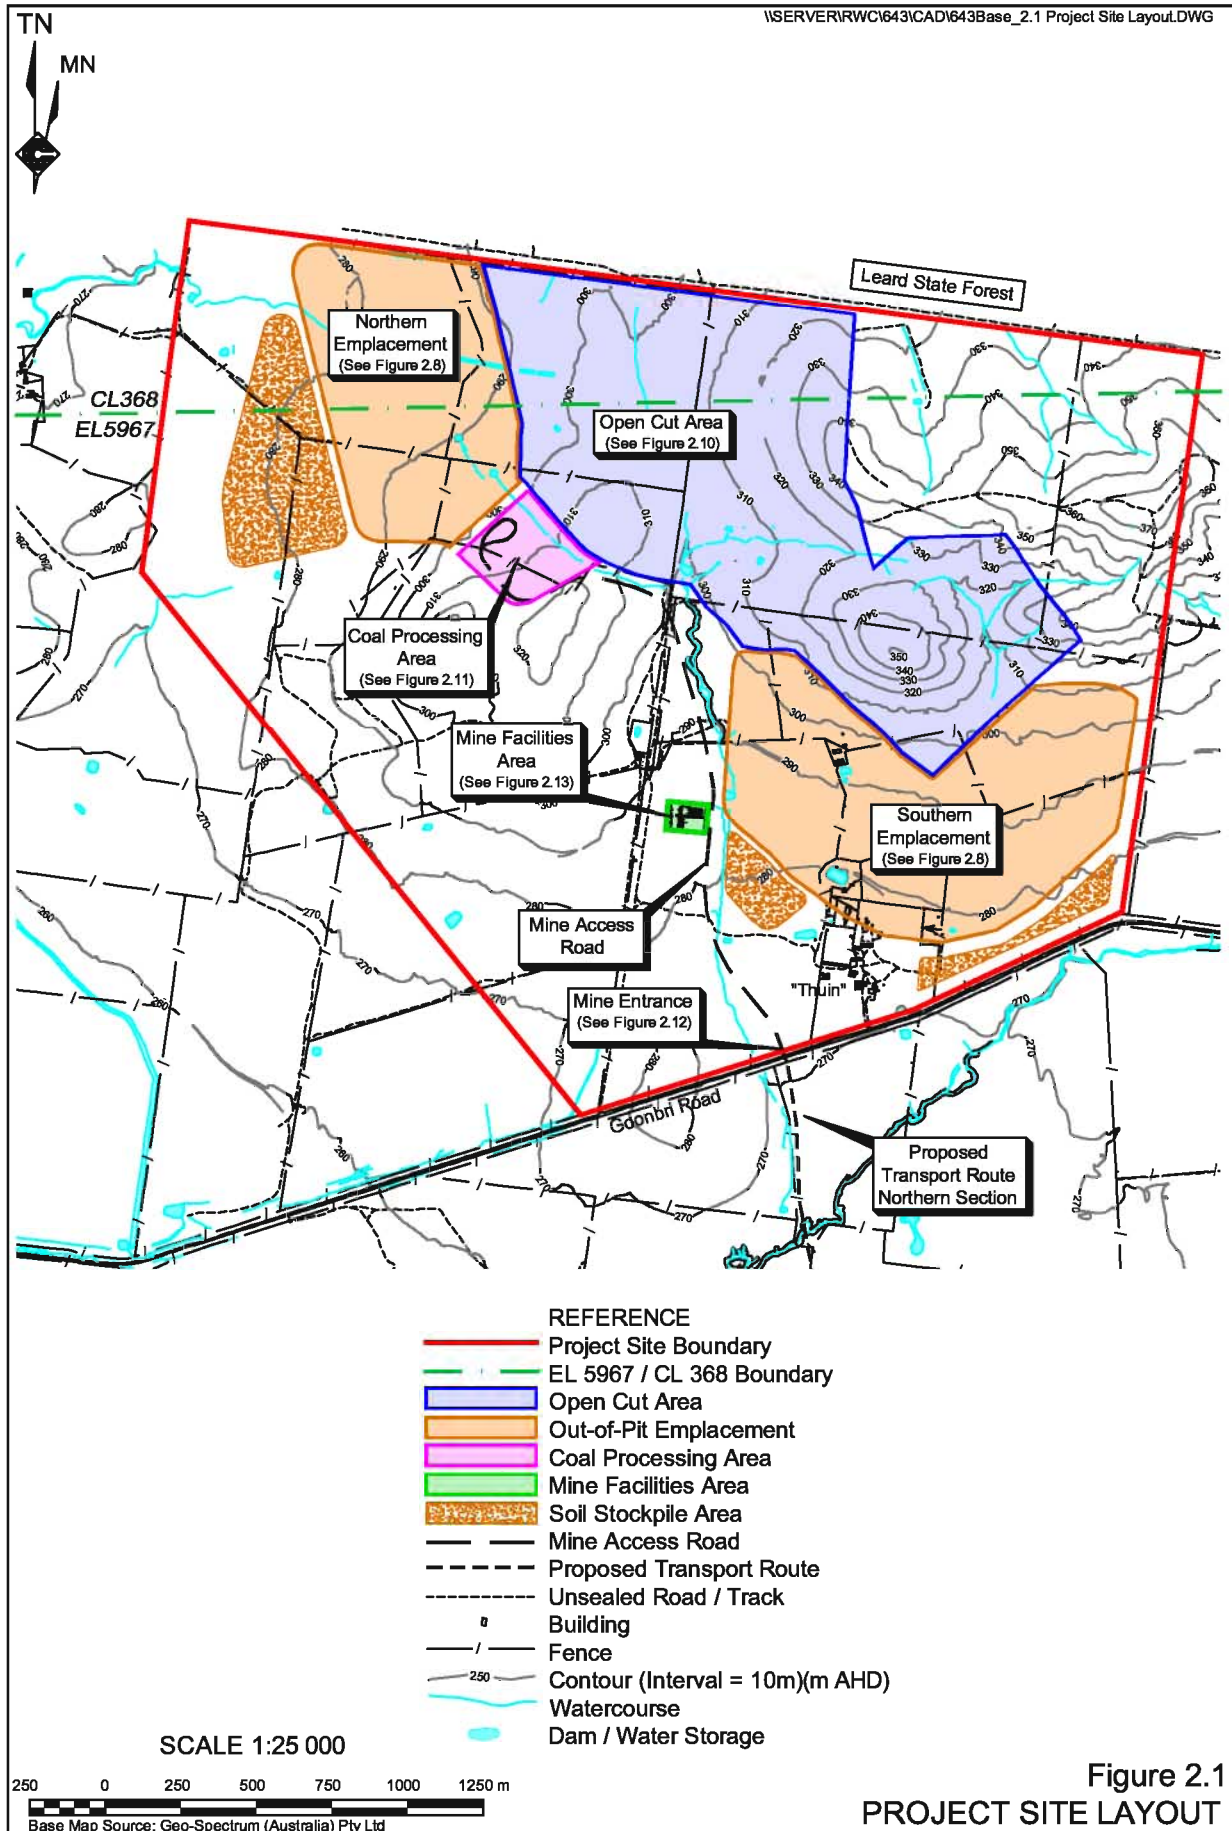 \\SERVER\RWC\643\CAD\643Base_2.1 Project Site Layout.DWG
TN
MN
Leard State Forest
Northern
Emplacement
(See Figure 2.8)
CL368
EL5967
Open Cut Area
(See Figure 2.10)
Coal Processing
Area
(See Figure 2.11)
Mine Facilities
Area
(See Figure 2.13)
Southern
Emplacement
(See Figure 2.8)
Mine Access
Road
"Thuin"
Mine Entrance
(See Figure 2.12)
Goonbri Road
Proposed
Transport Route
Northern Section
REFERENCE
Project Site Boundary
EL 5967 / CL 368 Boundary
Open Cut Area
Out-of-Pit Emplacement
Coal Processing Area
Mine Facilities Area
Soil Stockpile Area
Mine Access Road
Proposed Transport Route
Unsealed Road / Track
Building
Fence
250 Contour (Interval = 10m)(m AHD)
Watercourse
Dam / Water Storage
SCALE 1:25 000
250 0 250 500 750 1000 1250 m
Base Map Source: Geo-Spectrum (Australia) Pty Ltd
Figure 2.1
PROJECT SITE LAYOUT